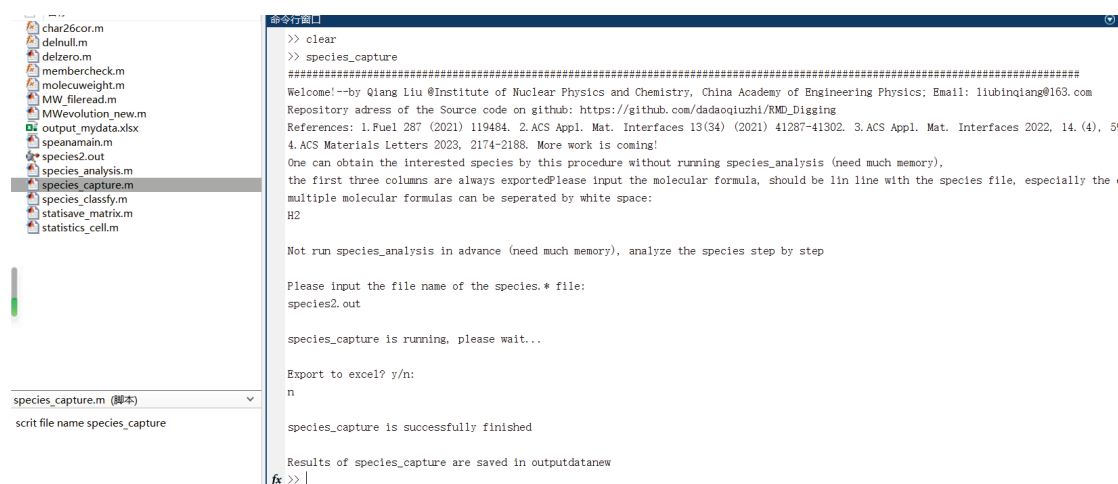 char26cor.m
delnull.m
delzero.m
membercheck.m
molecuweight.m
MW_fileread.m
MWevolution_new.m
output_mydata.xlsx
speanamain.m
species2.out
species_analysis.m
species_capture.m
species_classfy.m
statisave_matrix.m
statistics_cell.m
species_capture.m (脚本)
scrit file name species_capture
命令行窗口
>> clear
>> species_capture
Welcome!--by Qiang Liu @Institute of Nuclear Physics and Chemistry, China Academy of Engineering Physics; Email: liubinqiang@163.com
Repository adress of the Source code on github: https://github.com/dadaoqiuzhi/RMD_Digging
References: 1.Fuel 287 (2021) 119484. 2.ACS Appl. Mat. Interfaces 13(34) (2021) 41287-41302. 3.ACS Appl. Mat. Interfaces 2022, 14.(4), 
4.ACS Materials Letters 2023, 2174-2188. More work is coming!
One can obtain the interested species by this procedure without running species_analysis (need much memory),
the first three columns are always exportedPlease input the molecular formula, should be lin line with the species file, especially the
multiple molecular formulas can be seperated by white space:
H2
Not run species_analysis in advance (need much memory), analyze the species step by step
Please input the file name of the species.* file:
species2.out
species_capture is running, please wait...
Export to excel? y/n:
n
species_capture is successfully finished
Results of species_capture are saved in outputdatanew
fx >>